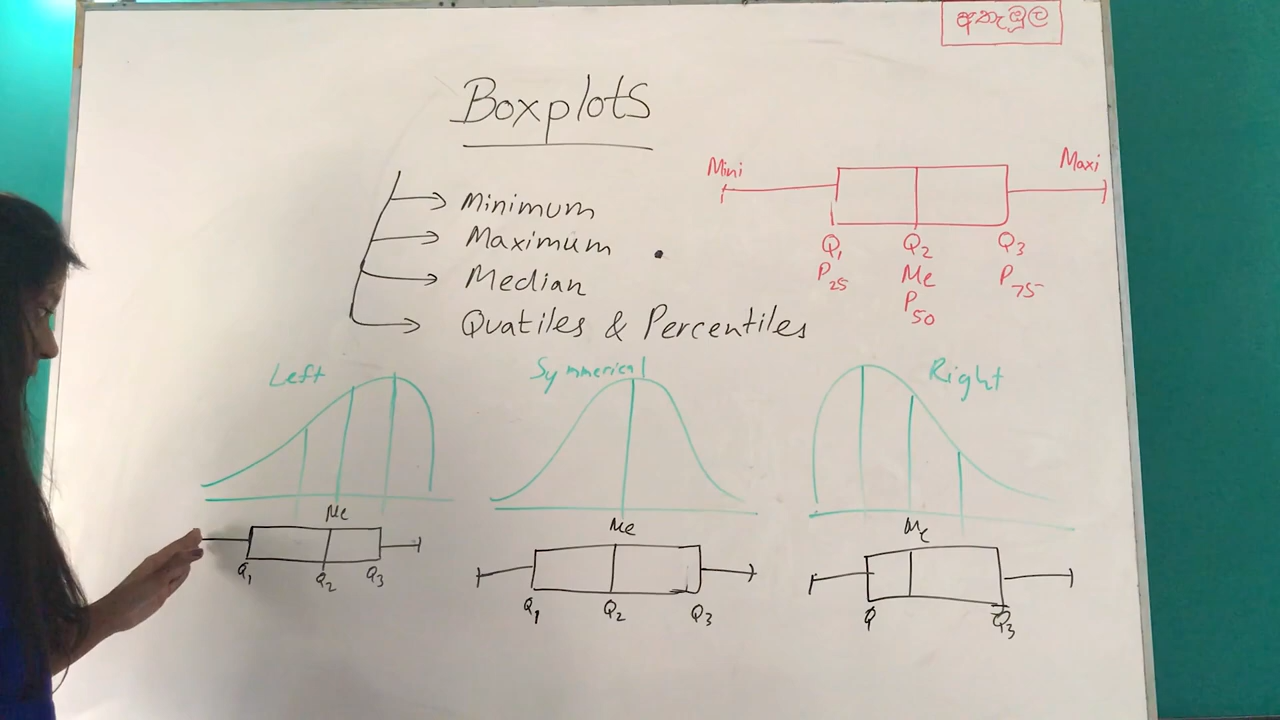 අතැඹුල
Boxplots
Minimum
Maximum
Median
Quatiles & Percentiles
Mini
Maxi
Q1 Q2 Q3
P25 Me P75
P50
Left
Symmerical
Right
Me
Q1 Q2 Q3
Me
Q1 Q2 Q3
Me
Q Q3